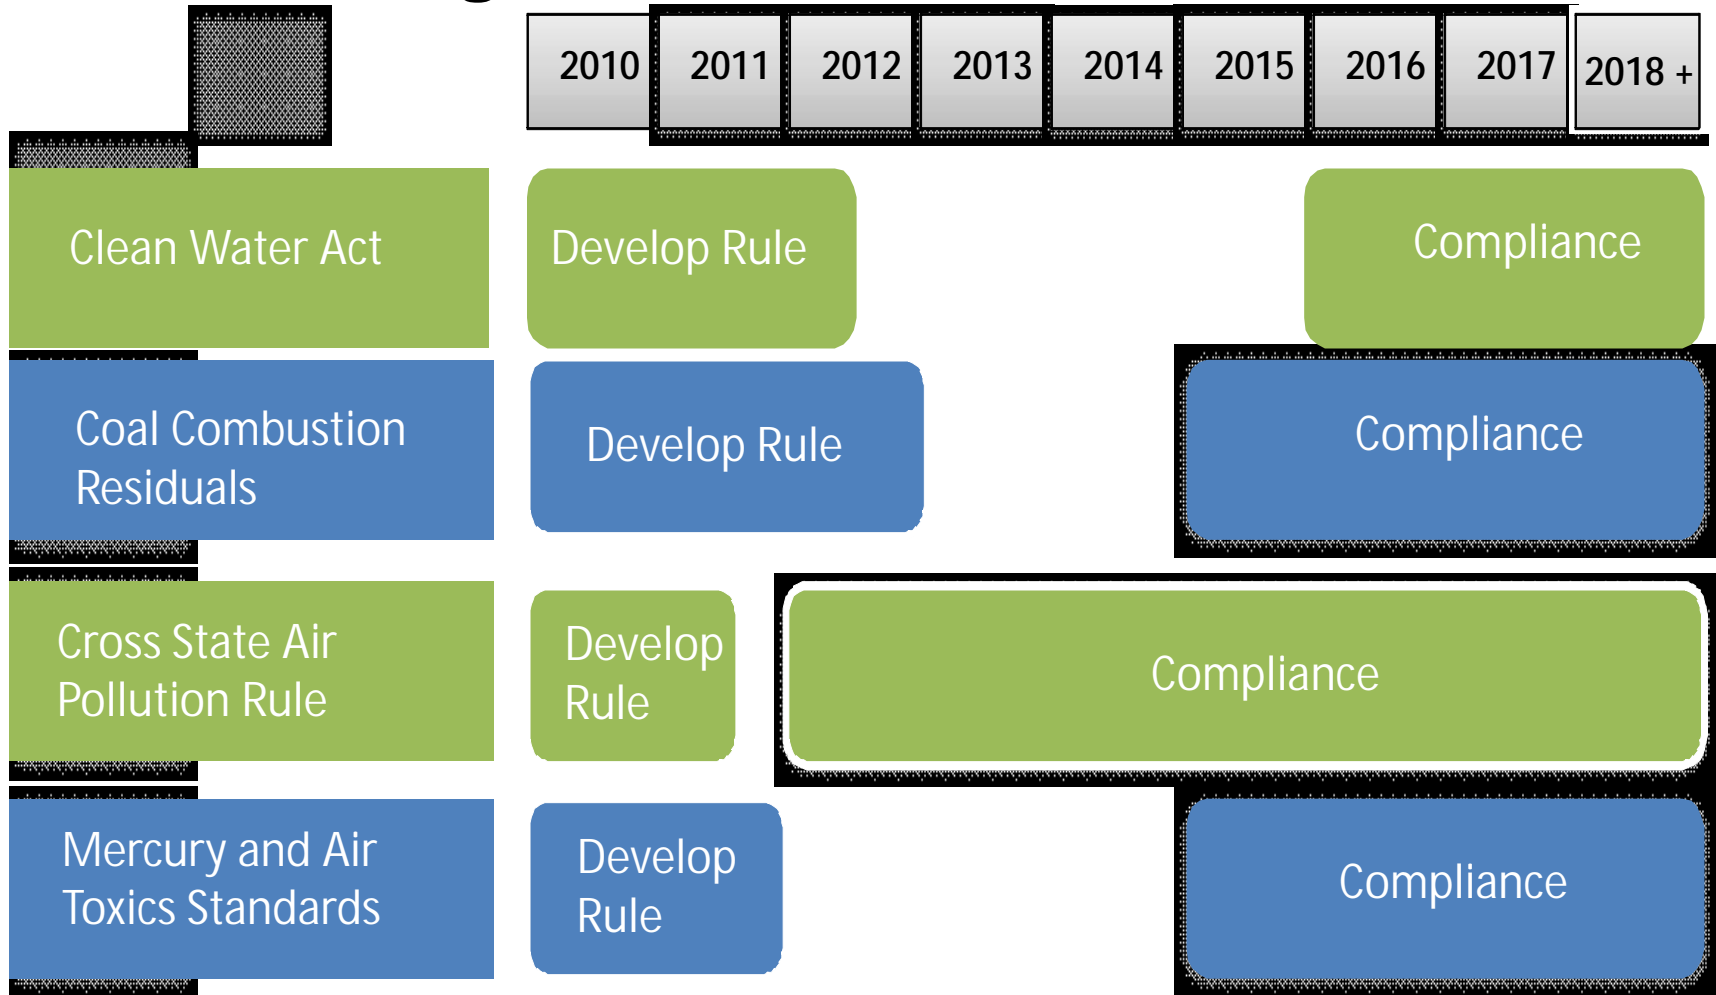 2010 2011 2012 2013 2014 2015 2016 2017 2018 +
Clean Water Act
Develop Rule
Compliance
Coal Combustion
Residuals
Develop Rule
Compliance
Cross State Air
Pollution Rule
Develop
Rule
Compliance
Mercury and Air
Toxics Standards
Develop
Rule
Compliance